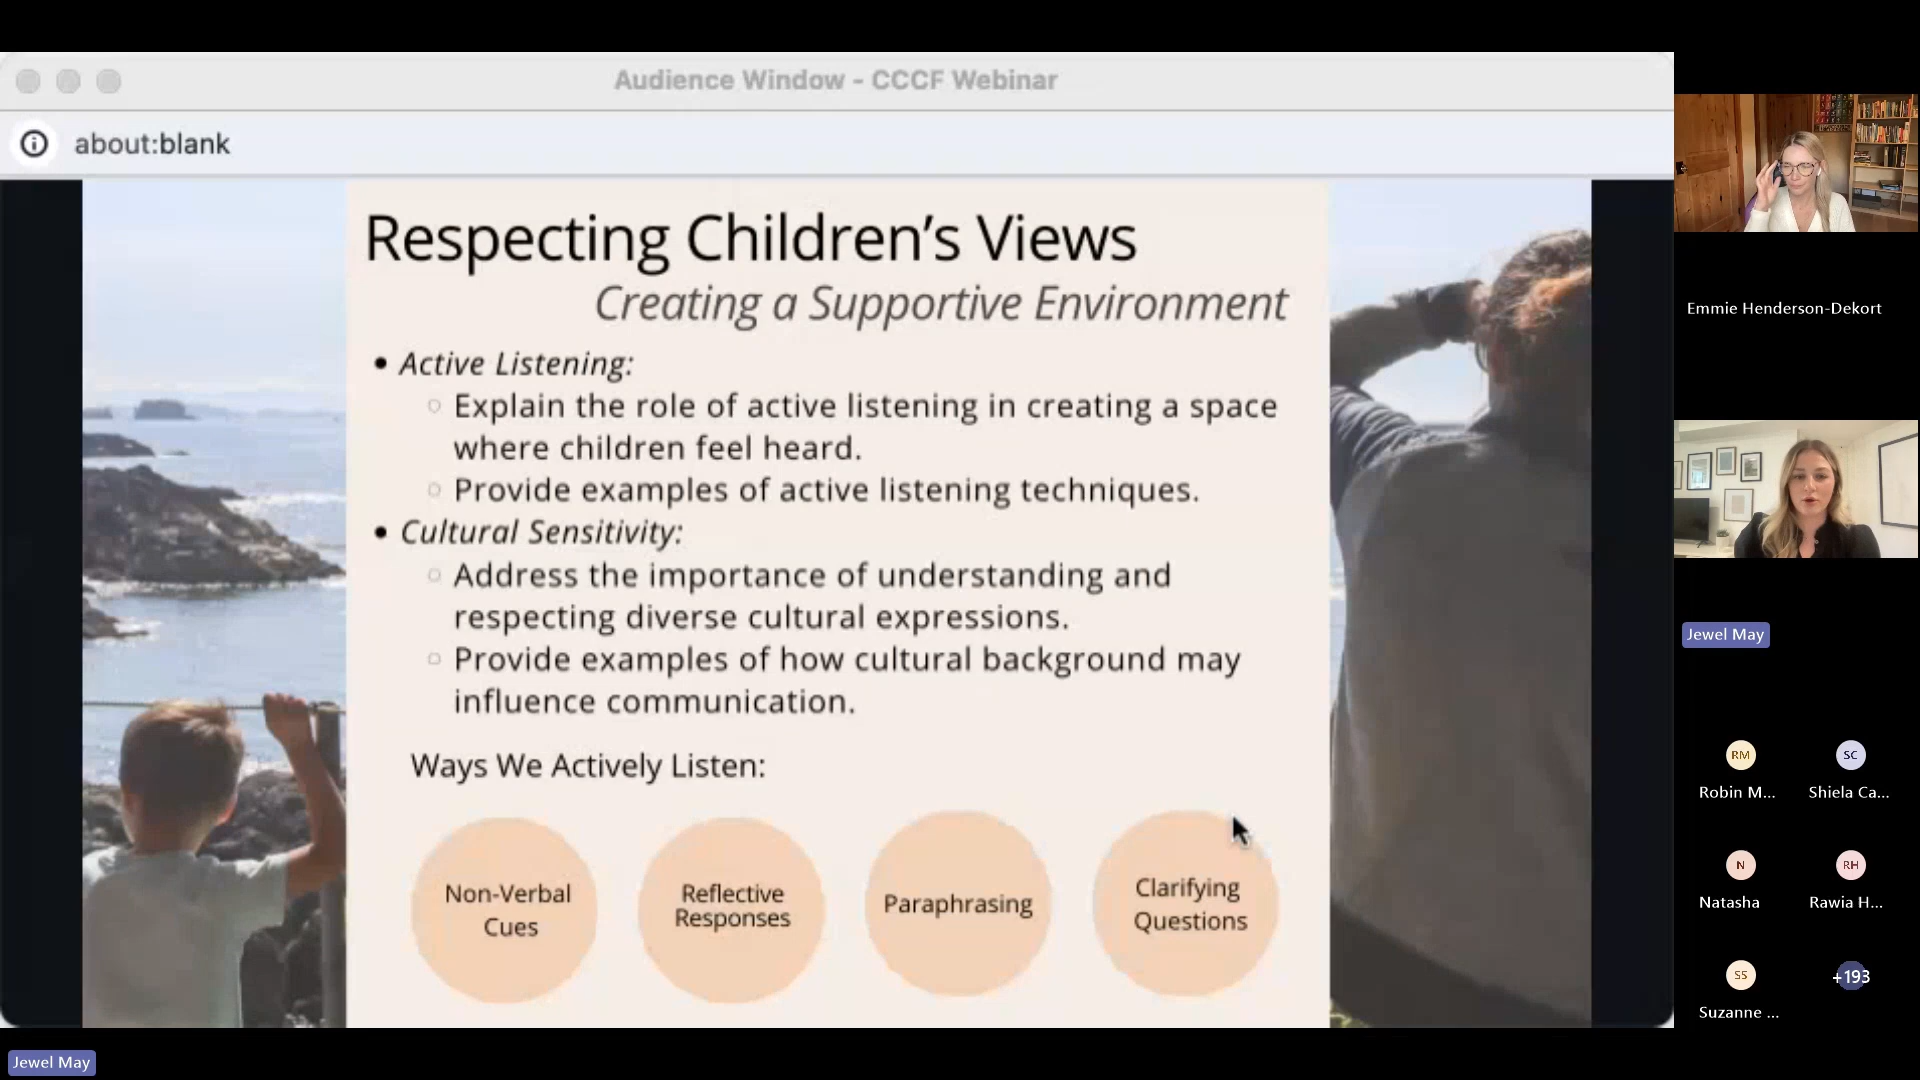 Audience Window - CCCF Webinar
about:blank
Respecting Children's Views
Creating a Supportive Environment
Active Listening:
Explain the role of active listening in creating a space
where children feel heard.
Provide examples of active listening techniques.
Cultural Sensitivity:
Address the importance of understanding and
respecting diverse cultural expressions.
Provide examples of how cultural background may
influence communication.
Ways We Actively Listen:
Non-Verbal
Cues
Reflective
Responses
Paraphrasing
Clarifying
Questions
Emmie Henderson-Dekort
Jewel May
RM
SC
Robin M...
Shiela Ca...
N
RH
Natasha
Rawia H...
SS
+193
Suzanne ...
Jewel May